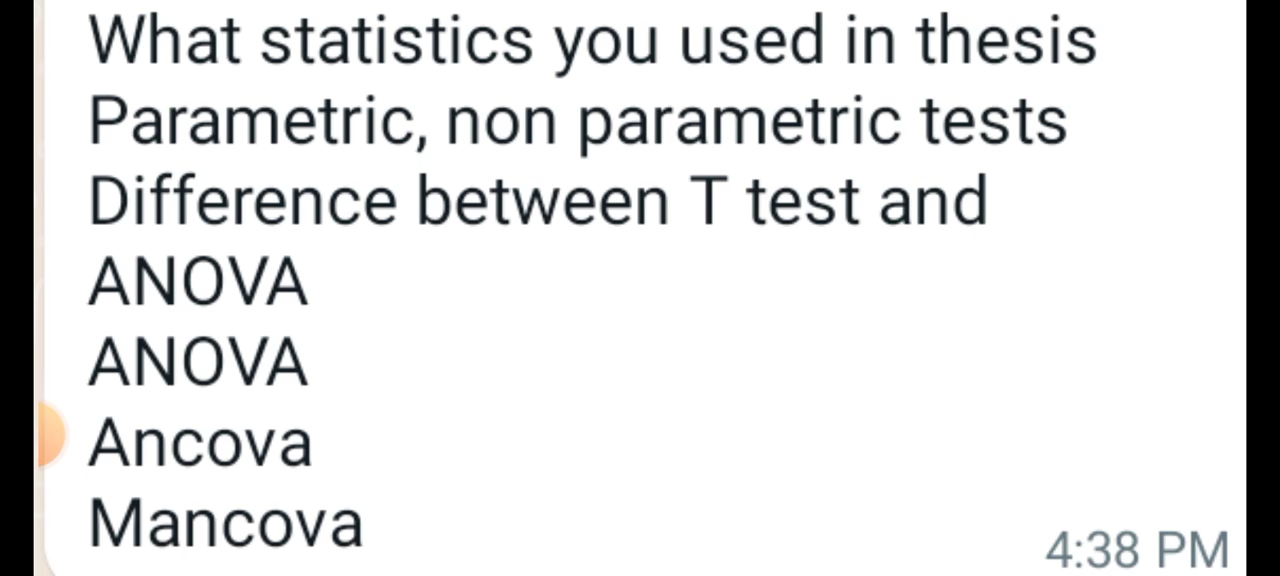 What statistics you used in thesis
Parametric, non parametric tests
Difference between T test and
ANOVA
ANOVA
Ancova
Mancova
4:38 PM